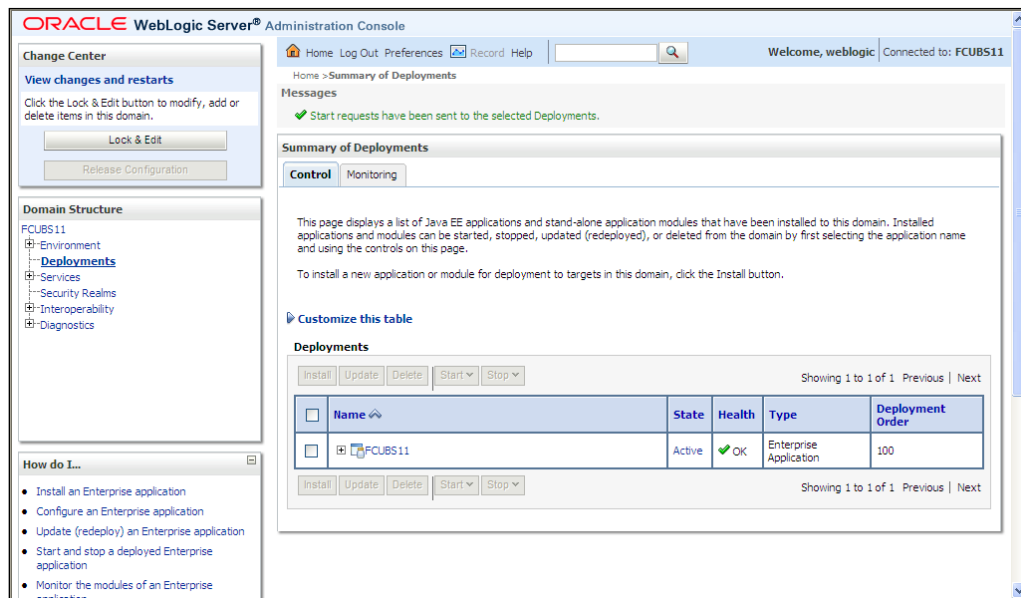 ORACLE WebLogic Server® Administration Console
Change Center
View changes and restarts
Click the Lock & Edit button to modify, add or
delete items in this domain.
Lock & Edit
Release Configuration
Domain Structure
FCUBS11
Environment
Deployments
Services
Security Realms
Interoperability
Diagnostics
How do I...
Install an Enterprise application
Configure an Enterprise application
Update (redeploy) an Enterprise application
Start and stop a deployed Enterprise
application
Monitor the modules of an Enterprise
application
Home Log Out Preferences Record Help
Welcome, weblogic Connected to: FCUBS11
Home >Summary of Deployments
Messages
Start requests have been sent to the selected Deployments.
Summary of Deployments
Control Monitoring
This page displays a list of Java EE applications and stand-alone application modules that have been installed to this domain. Installed
applications and modules can be started, stopped, updated (redeployed), or deleted from the domain by first selecting the application name
and using the controls on this page.
To install a new application or module for deployment to targets in this domain, click the Install button.
Customize this table
Deployments
Install Update Delete Start Stop Showing 1 to 1 of 1 Previous | Next
Name State Health Type Deployment
Order
FCUBS11 Active OK Enterprise
Application 100
Install Update Delete Start Stop Showing 1 to 1 of 1 Previous | Next